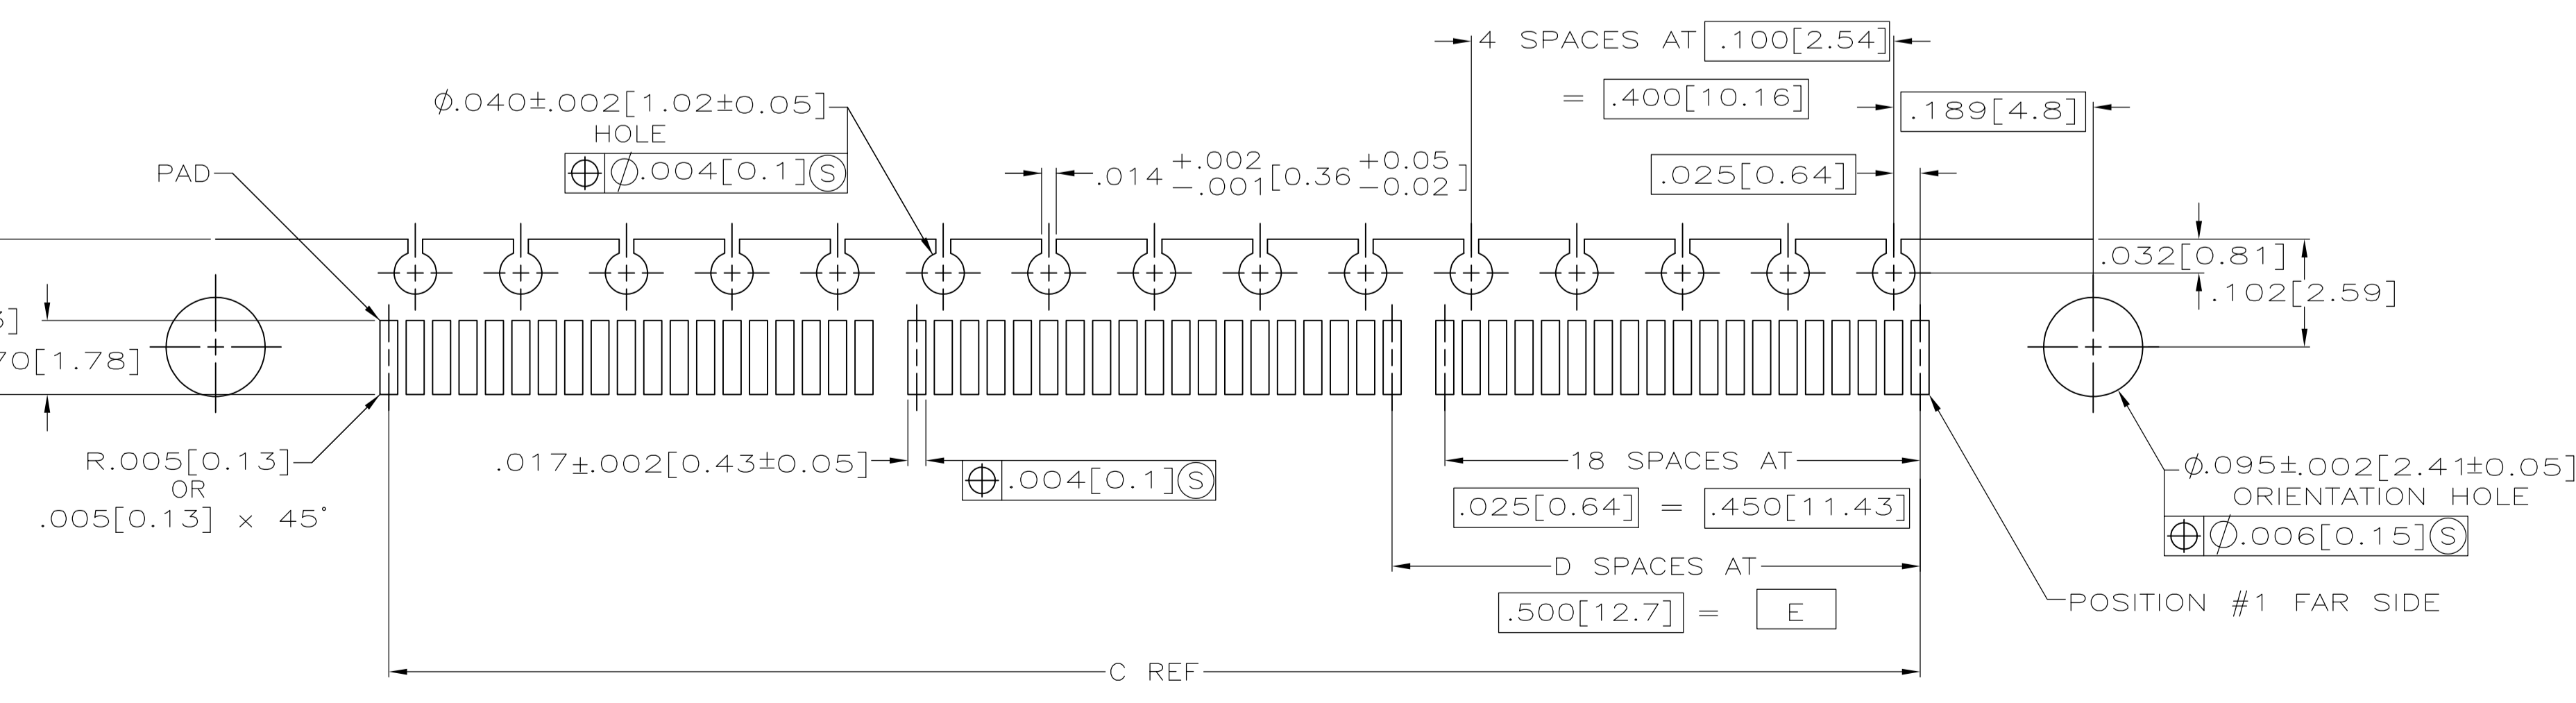 4 SPACES AT .100[2.54]
= .400[10.16]
.189[4.8]
⌀.040±.002[1.02±0.05]
HOLE
⌖ ⌀.004[0.1]Ⓢ
PAD
.014 +.002 -.001 [0.36 +0.05 -0.02]
.025[0.64]
.032[0.81]
.102[2.59]
70[1.78]
R.005[0.13]
OR
.005[0.13] × 45°
.017±.002[0.43±0.05]
⌖ .004[0.1]Ⓢ
18 SPACES AT
.025[0.64] = .450[11.43]
D SPACES AT
.500[12.7] = E
C REF
⌀.095±.002[2.41±0.05]
ORIENTATION HOLE
⌖ ⌀.006[0.15]Ⓢ
POSITION #1 FAR SIDE